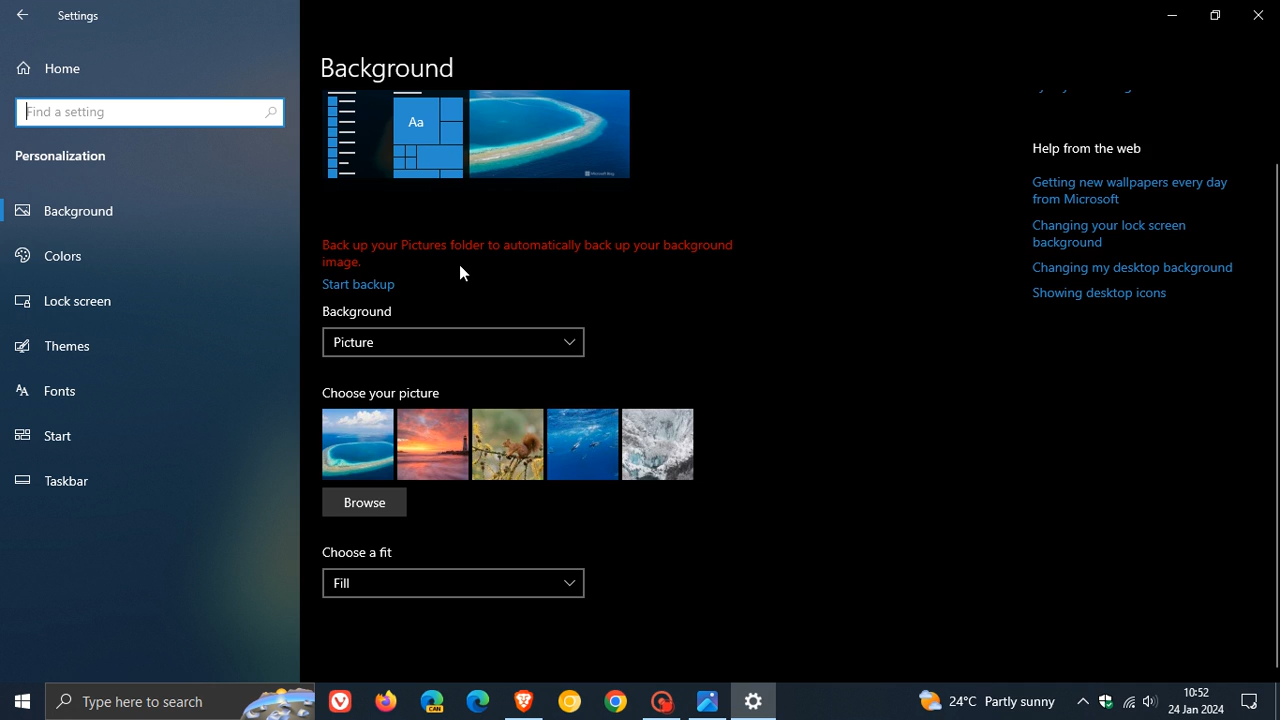 Settings
Home
Find a setting
Personalization
Background
Colors
Lock screen
Themes
Fonts
Start
Taskbar
Background
Aa
Back up your Pictures folder to automatically back up your background
image.
Start backup
Background
Picture
Choose your picture
Browse
Choose a fit
Fill
Help from the web
Getting new wallpapers every day
from Microsoft
Changing your lock screen
background
Changing my desktop background
Showing desktop icons
Type here to search
CAN
24°C Partly sunny
10:52
24 Jan 2024